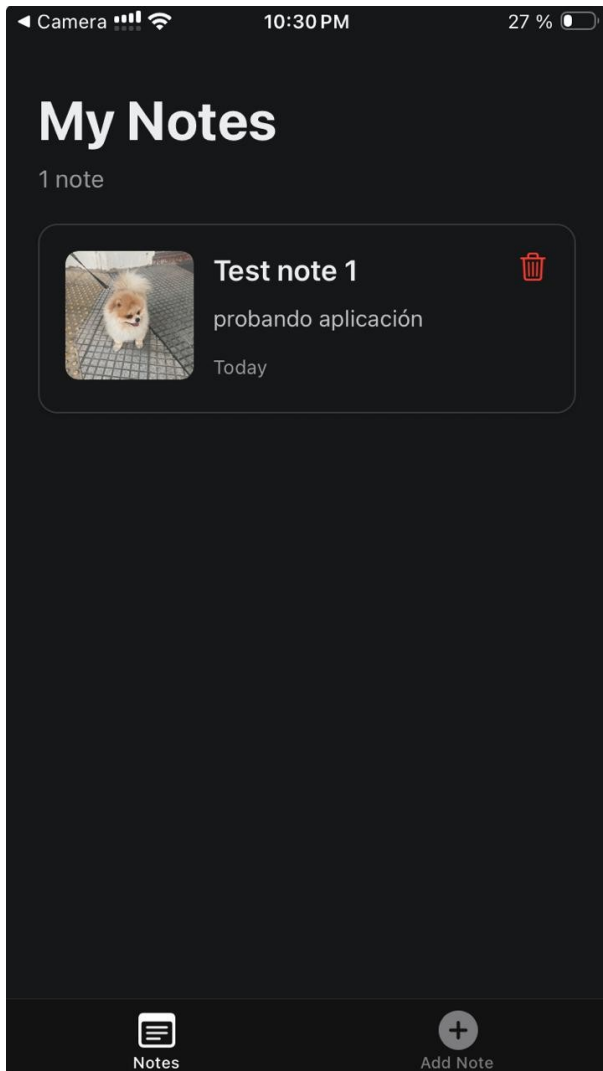 ◀ Camera 10:30 PM 27 %
My Notes
1 note
Test note 1
probando aplicación
Today
Notes Add Note